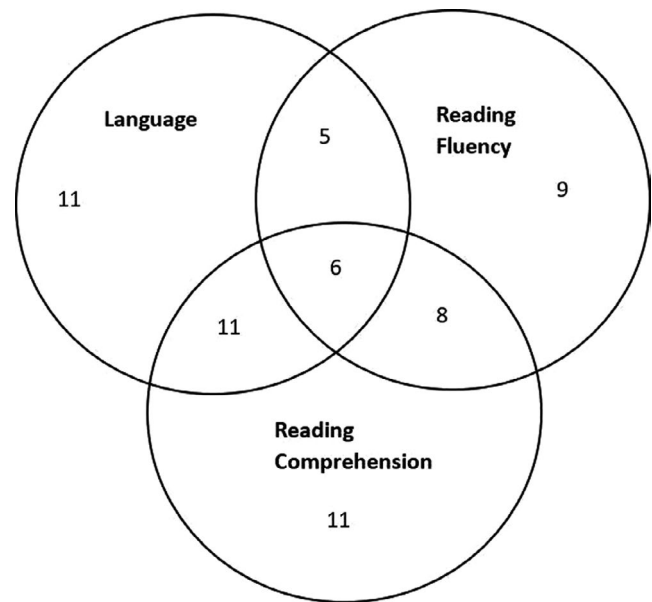 Language
11
5
Reading
Fluency
9
6
11
8
Reading
Comprehension
11